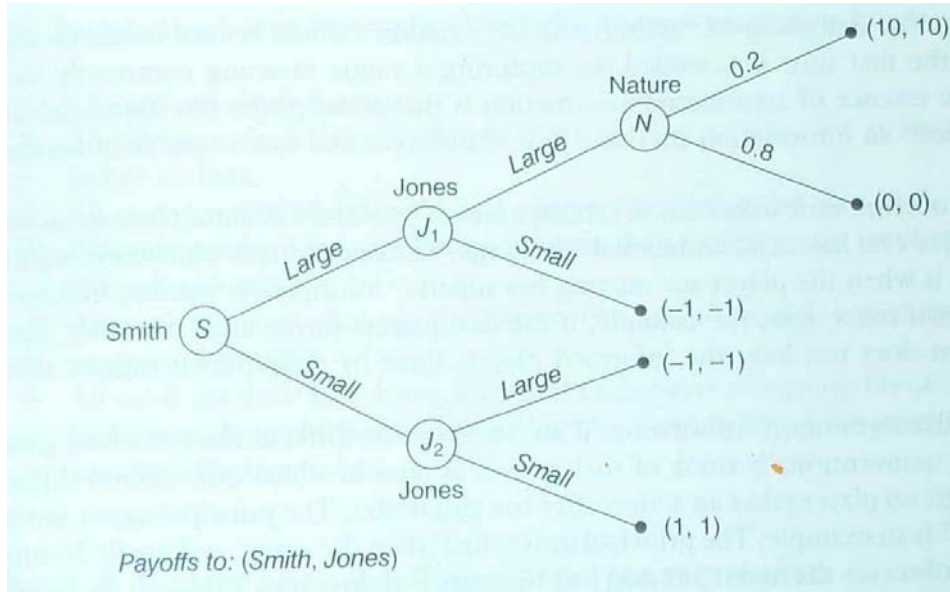 (10, 10)
0.2
Nature
N
Large
0.8
(0, 0)
Jones
J1
Large
Small
(−1, −1)
Smith S
Small
Large
(−1, −1)
J2
Jones
Small
(1, 1)
Payoffs to: (Smith, Jones)